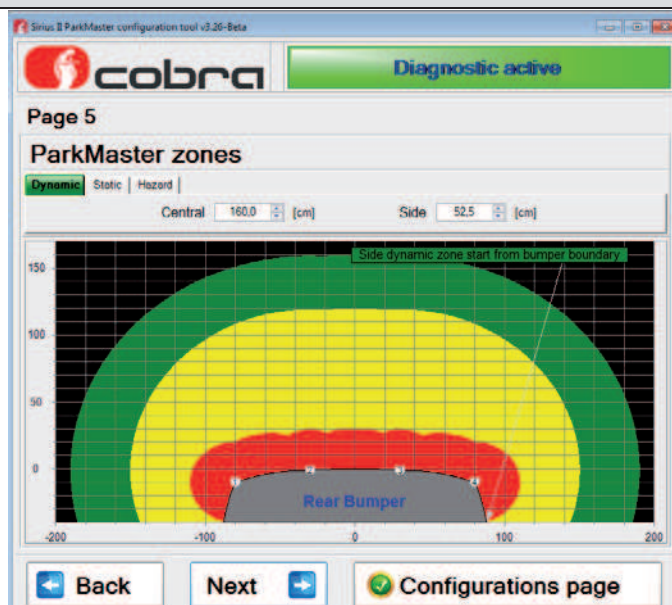 Sirius II ParkMaster configuration tool v3.26-Beta
cobra
Diagnostic active
Page 5
ParkMaster zones
Dynamic Static Hazard
Central 160,0 [cm] Side 52,5 [cm]
Side dynamic zone start from bumper boundary
150
100
50
0
1 2 3 4
Rear Bumper
-200 -100 0 100 200
Back Next Configurations page